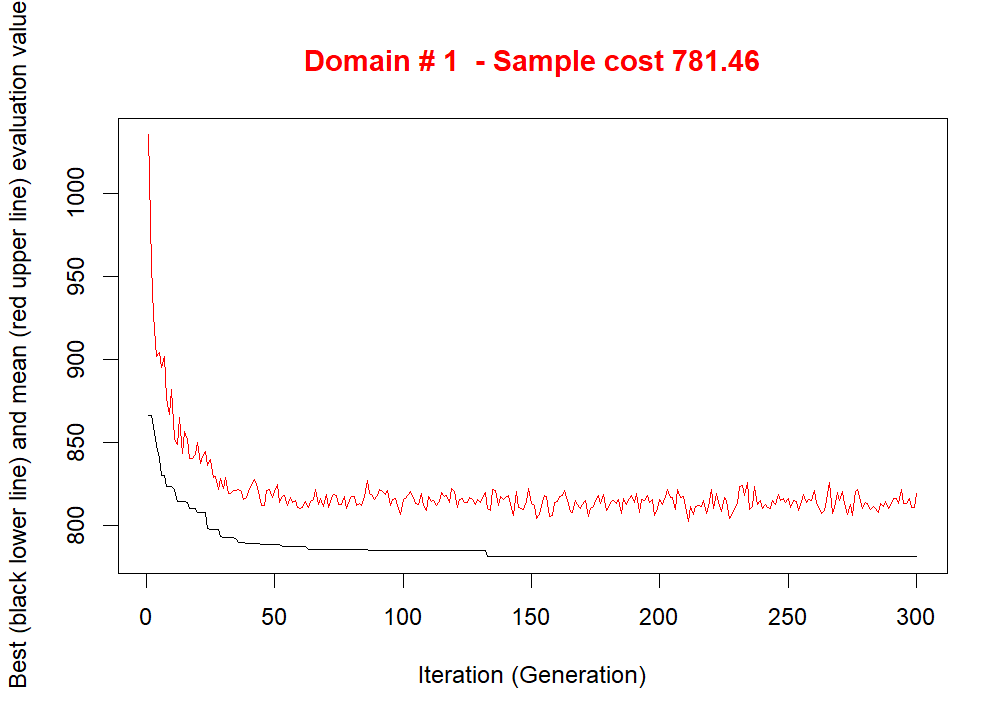 Domain # 1  - Sample cost 781.46
Best (black lower line) and mean (red upper line) evaluation value
1000
950
900
850
800
0 50 100 150 200 250 300
Iteration (Generation)